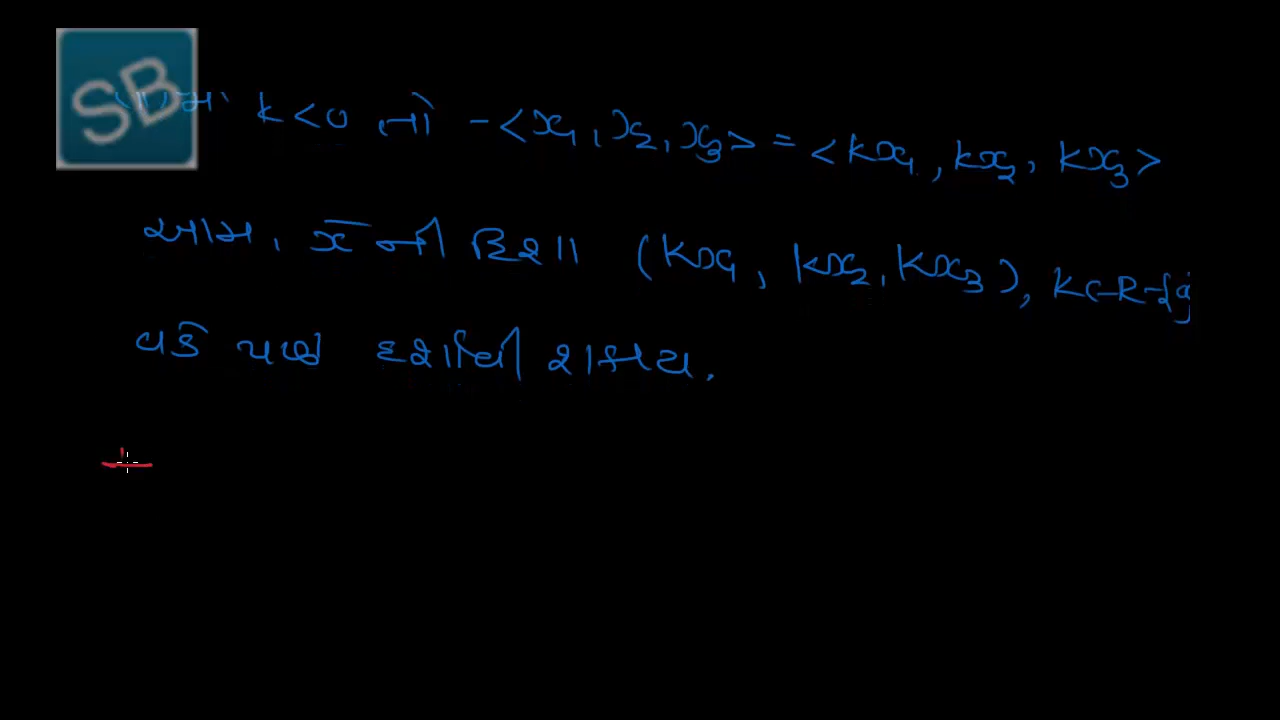 SB
k<0 તો -<x₁, x₂, x₃> = <kx₁, kx₂, kx₃>
આમ, x̄ ની દિશા (kx₁, kx₂, kx₃), k∈R-{0}
વડે પણ દર્શાવી શકાય.